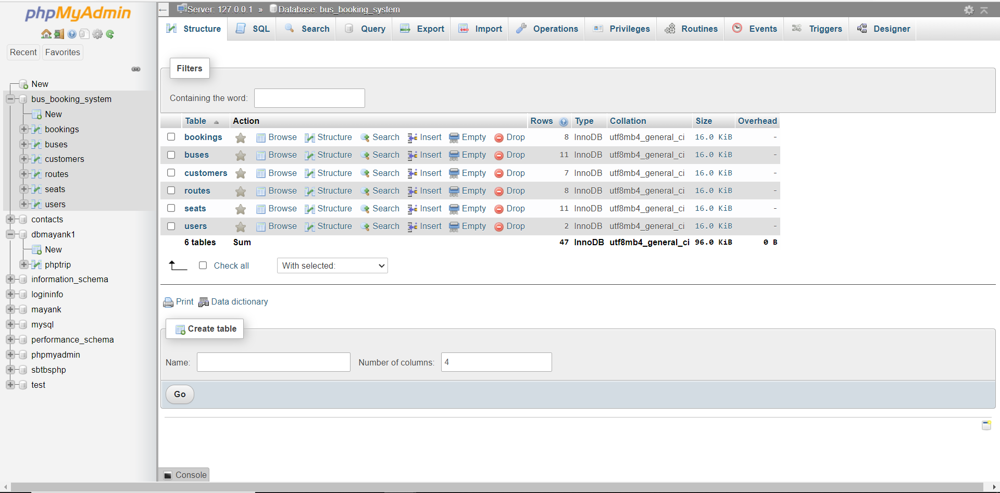 phpMyAdmin
Recent Favorites
New
bus_booking_system
New
bookings
buses
customers
routes
seats
users
contacts
dbmayank1
New
phptrip
information_schema
logininfo
mayank
mysql
performance_schema
phpmyadmin
sbtbsphp
test
Server: 127.0.0.1 » Database: bus_booking_system
Structure SQL Search Query Export Import Operations Privileges Routines Events Triggers Designer
Filters
Containing the word:
Table Action Rows Type Collation Size Overhead
bookings Browse Structure Search Insert Empty Drop 8 InnoDB utf8mb4_general_ci 16.0 KiB -
buses Browse Structure Search Insert Empty Drop 11 InnoDB utf8mb4_general_ci 16.0 KiB -
customers Browse Structure Search Insert Empty Drop 7 InnoDB utf8mb4_general_ci 16.0 KiB -
routes Browse Structure Search Insert Empty Drop 8 InnoDB utf8mb4_general_ci 16.0 KiB -
seats Browse Structure Search Insert Empty Drop 11 InnoDB utf8mb4_general_ci 16.0 KiB -
users Browse Structure Search Insert Empty Drop 2 InnoDB utf8mb4_general_ci 16.0 KiB -
6 tables Sum 47 InnoDB utf8mb4_general_ci 96.0 KiB 0 B
Check all With selected:
Print Data dictionary
Create table
Name: Number of columns: 4
Go
Console